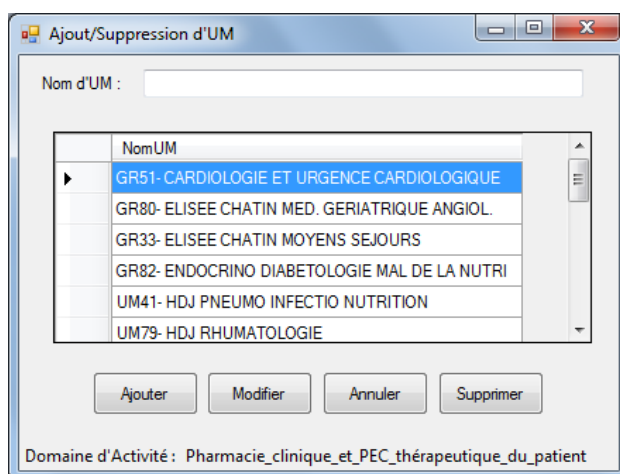 Ajout/Suppression d'UM
Nom d'UM :
NomUM
GR51- CARDIOLOGIE ET URGENCE CARDIOLOGIQUE
GR80- ELISEE CHATIN MED. GERIATRIQUE ANGIOL.
GR33- ELISEE CHATIN MOYENS SEJOURS
GR82- ENDOCRINO DIABETOLOGIE MAL DE LA NUTRI
UM41- HDJ PNEUMO INFECTIO NUTRITION
UM79- HDJ RHUMATOLOGIE
Ajouter Modifier Annuler Supprimer
Domaine d'Activité : Pharmacie_clinique_et_PEC_thérapeutique_du_patient